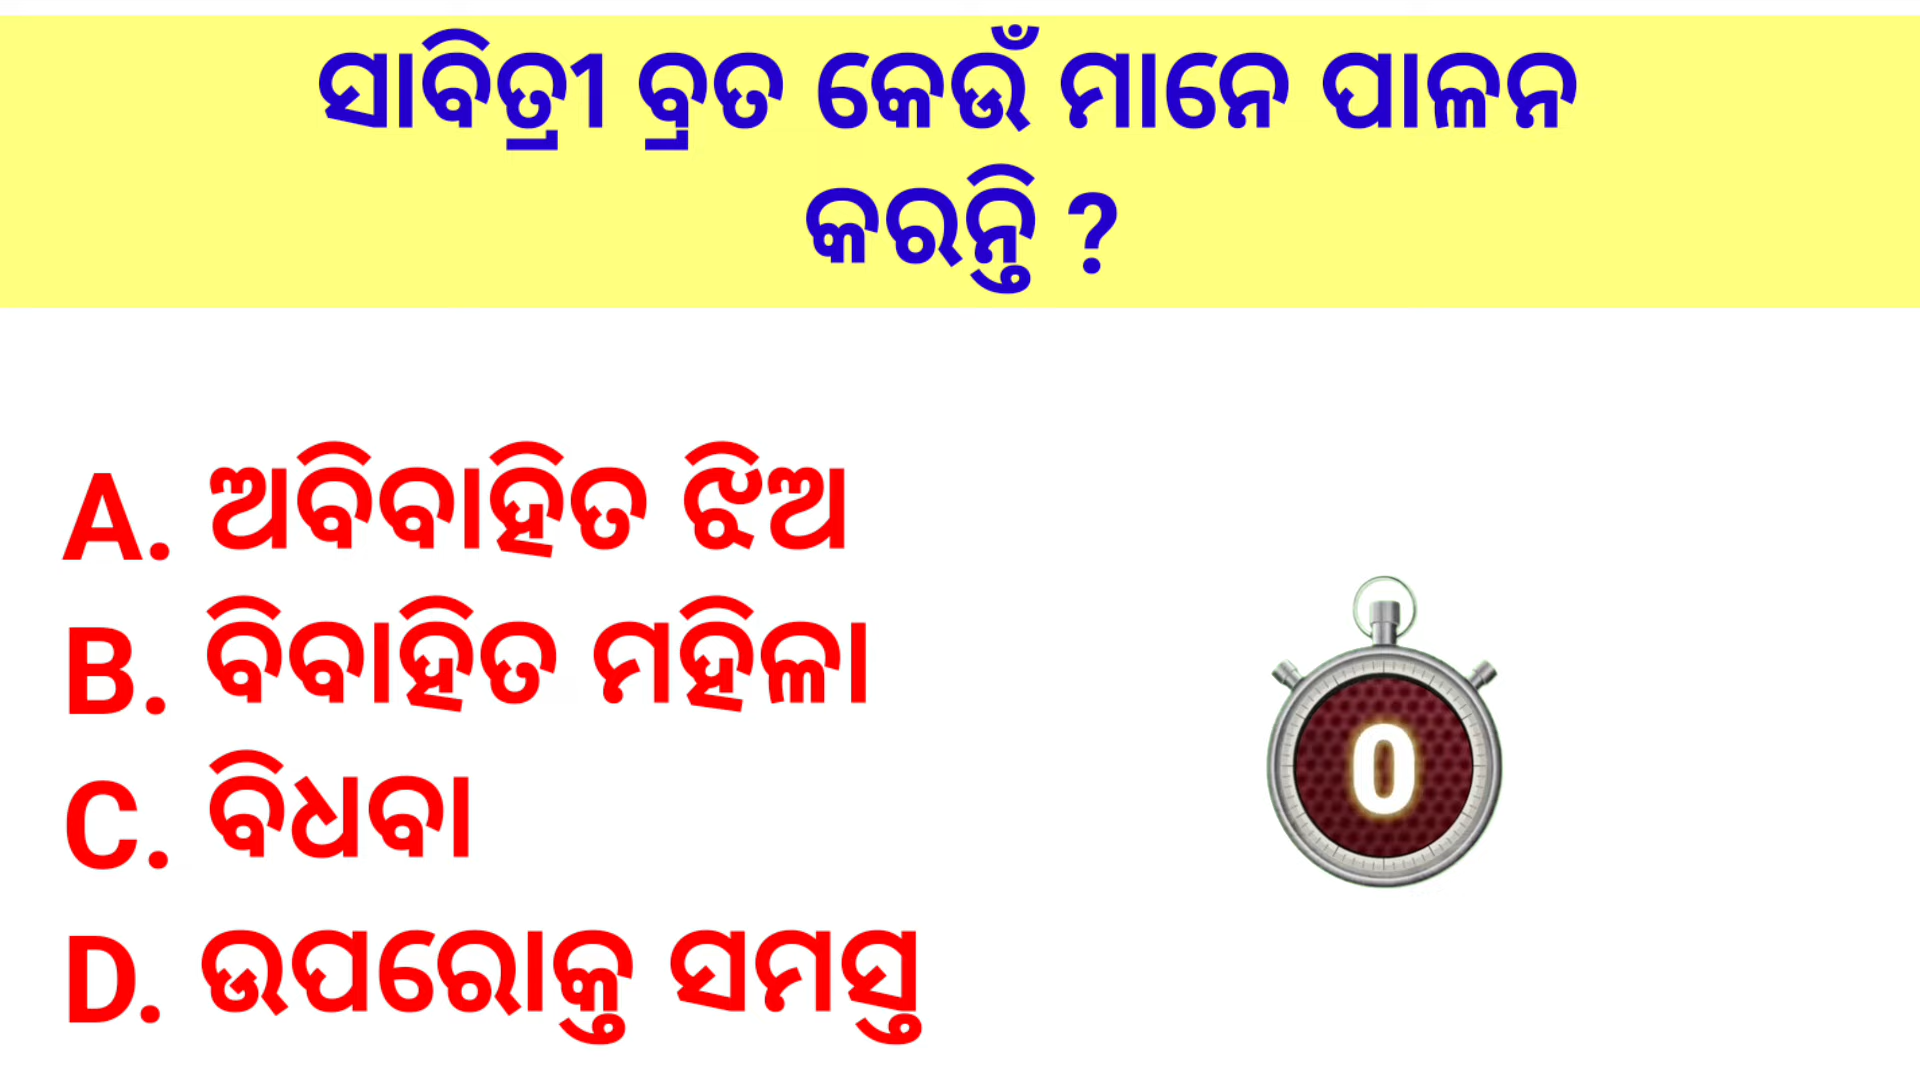 ସାବିତ୍ରୀ ବ୍ରତ କେଉଁ ମାନେ ପାଳନ
କରନ୍ତି ?
A. ଅବିବାହିତ ଝିଅ
B. ବିବାହିତ ମହିଳା
C. ବିଧବା
D. ଉପରୋକ୍ତ ସମସ୍ତ
0